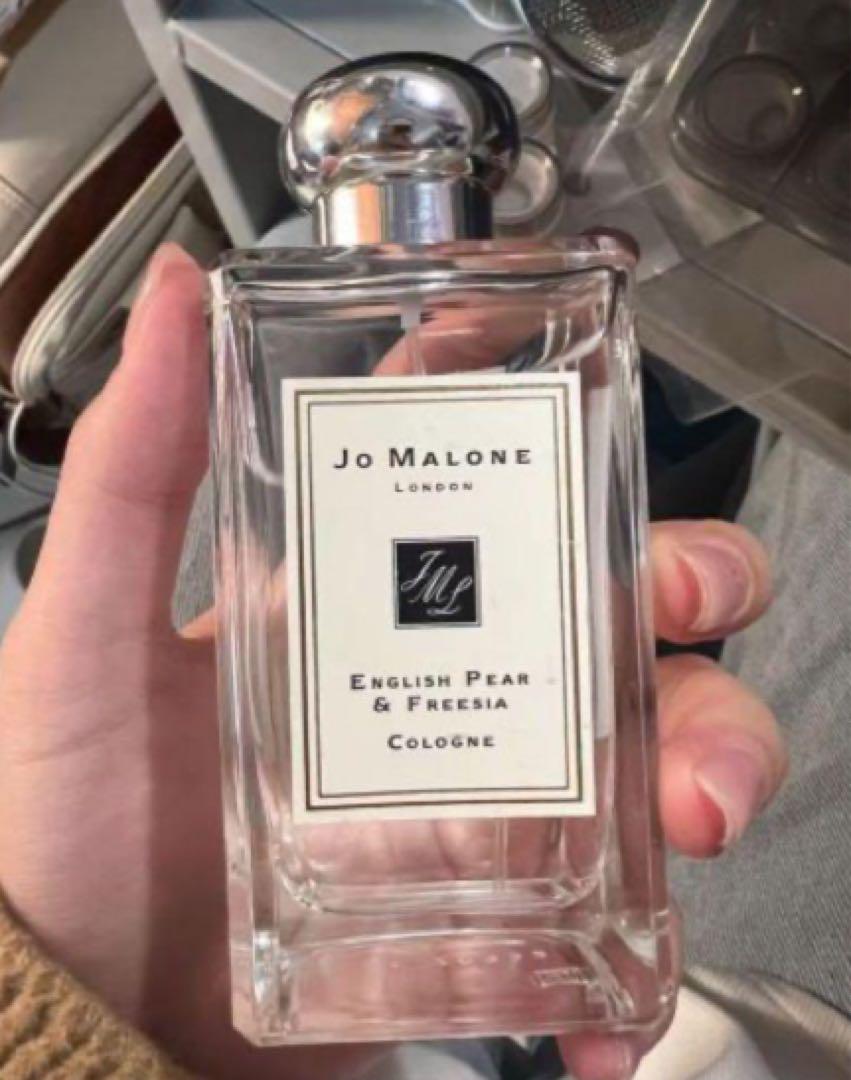 Jo Malone
London
JML
English Pear
& Freesia
Cologne